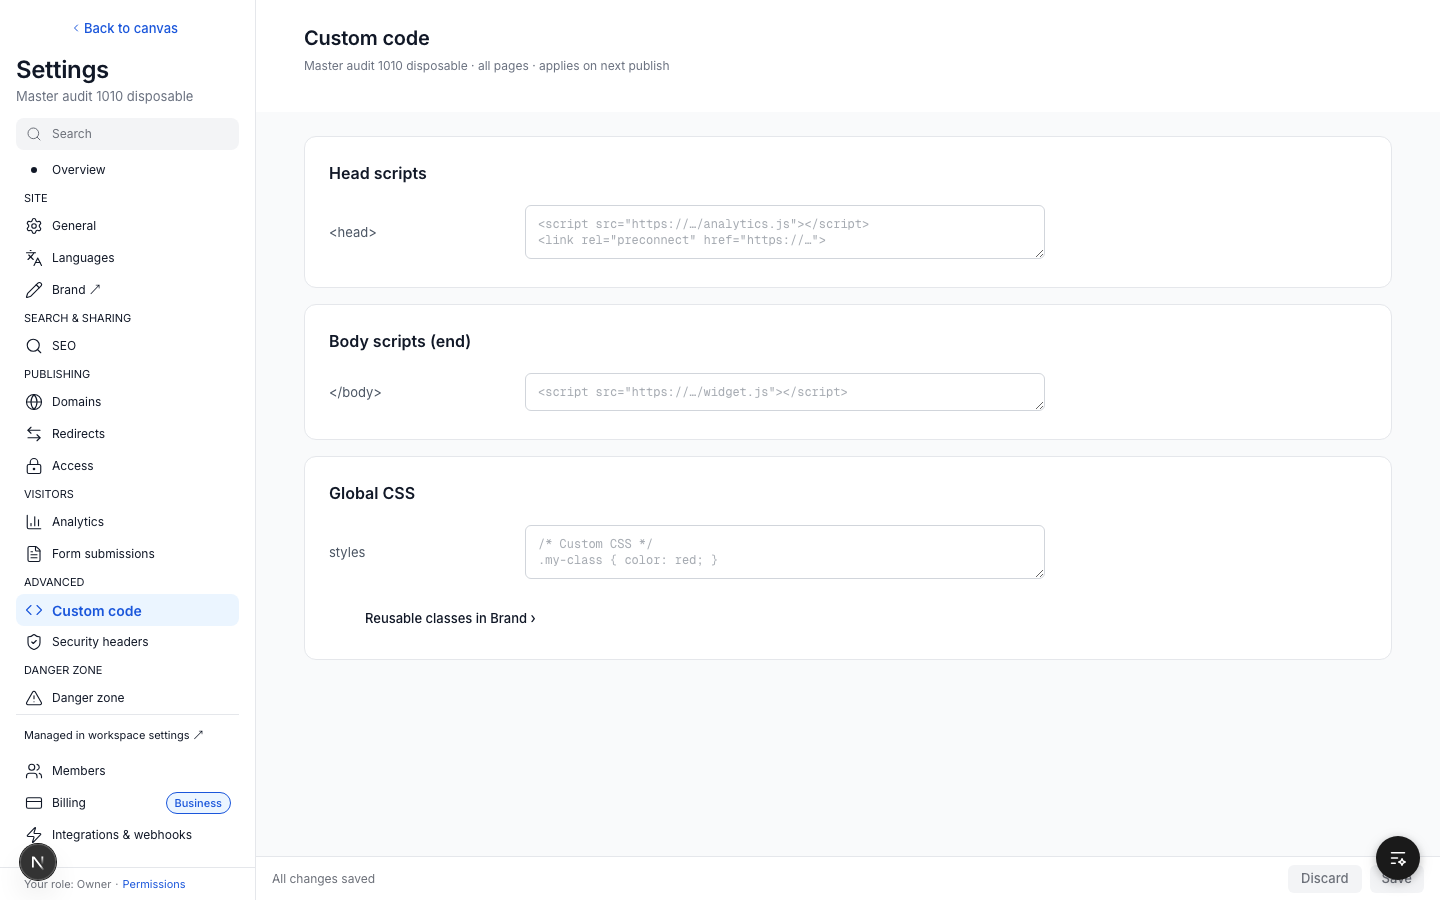 ‹ Back to canvas
Settings
Master audit 1010 disposable
Search
Overview
SITE
General
Languages
Brand ↗
SEARCH & SHARING
SEO
PUBLISHING
Domains
Redirects
Access
VISITORS
Analytics
Form submissions
ADVANCED
Custom code
Security headers
DANGER ZONE
Danger zone
Managed in workspace settings ↗
Members
Billing
Business
Integrations & webhooks
N
Your role: Owner · Permissions
Custom code
Master audit 1010 disposable · all pages · applies on next publish
Head scripts
<head>
<script src="https://…/analytics.js"></script>
<link rel="preconnect" href="https://…">
Body scripts (end)
</body>
<script src="https://…/widget.js"></script>
Global CSS
styles
/* Custom CSS */
.my-class { color: red; }
Reusable classes in Brand ›
All changes saved
Discard
Save